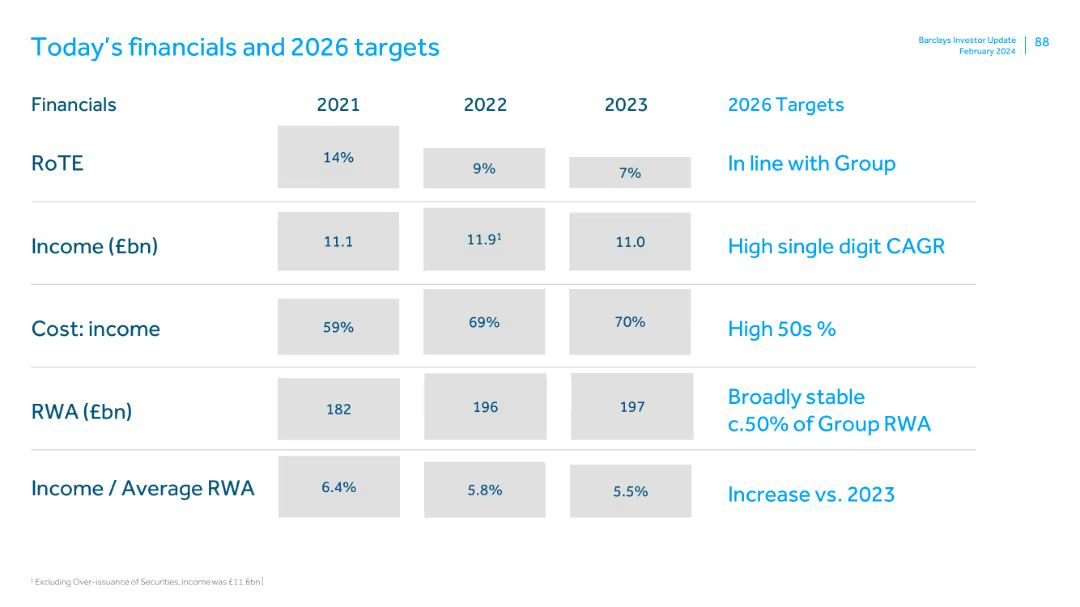 Today's financials and 2026 targets
Barclays Investor Update
February 2024
88
Financials 2021 2022 2023 2026 Targets
RoTE 14% 9% 7% In line with Group
Income (£bn) 11.1 11.9¹ 11.0 High single digit CAGR
Cost: income 59% 69% 70% High 50s %
RWA (£bn) 182 196 197 Broadly stable
c.50% of Group RWA
Income / Average RWA 6.4% 5.8% 5.5% Increase vs. 2023
¹ Excluding Over-issuance of Securities, income was £11.6bn|